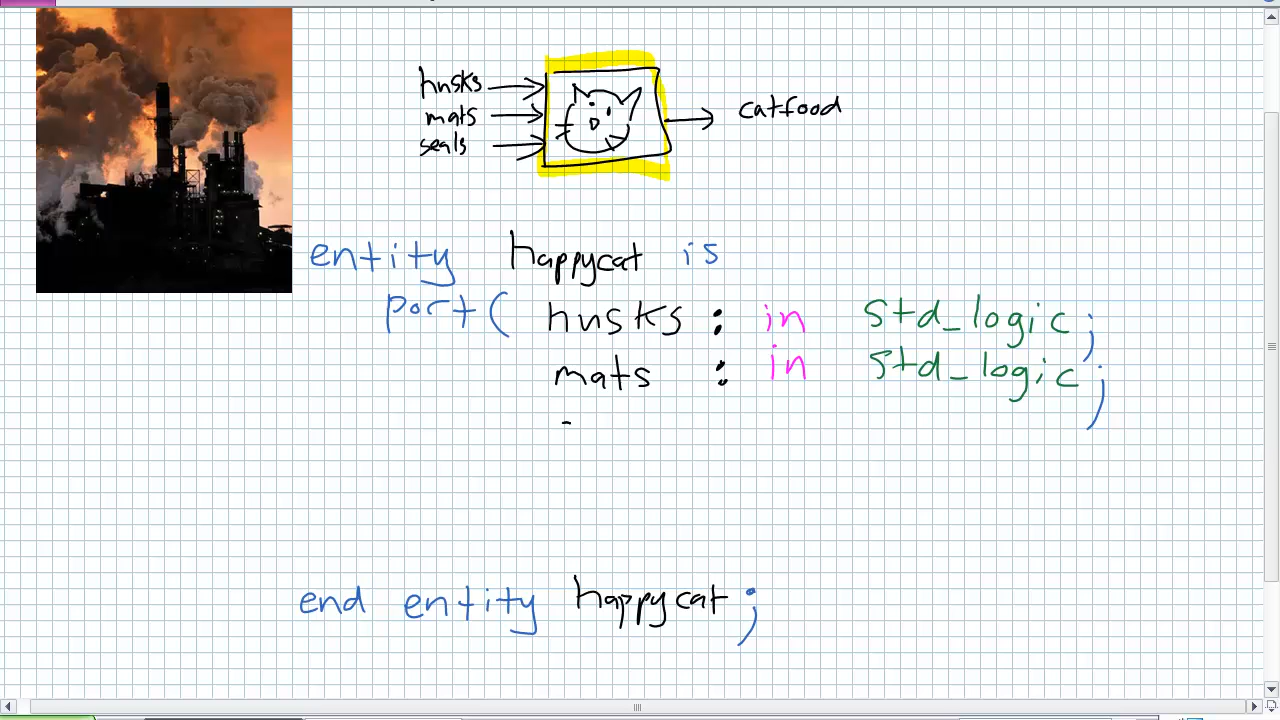 husks
mats
seals
catfood
entity happycat is
port( husks : in std_logic;
mats : in std_logic;
end entity happycat;